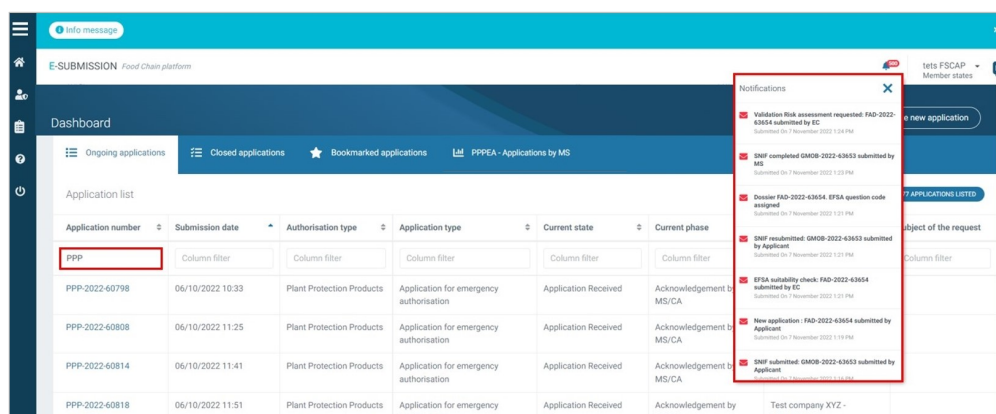 Info message
E-SUBMISSION Food Chain platform
tets FSCAP
Member states
Dashboard
e new application
Ongoing applications
Closed applications
Bookmarked applications
PPPEA - Applications by MS
Application list
77 APPLICATIONS LISTED
Application number
Submission date
Authorisation type
Application type
Current state
Current phase
ubject of the request
PPP
Column filter
Column filter
Column filter
Column filter
Column filter
Column filter
PPP-2022-60798
06/10/2022 10:33
Plant Protection Products
Application for emergency
authorisation
Application Received
Acknowledgement by
MS/CA
PPP-2022-60808
06/10/2022 11:25
Plant Protection Products
Application for emergency
authorisation
Application Received
Acknowledgement by
MS/CA
PPP-2022-60814
06/10/2022 11:41
Plant Protection Products
Application for emergency
authorisation
Application Received
Acknowledgement by
MS/CA
PPP-2022-60818
06/10/2022 11:51
Plant Protection Products
Application for emergency
Application Received
Acknowledgement by
Test company XYZ -
Notifications
Validation Risk assessment requested: FAD-2022-
63654 submitted by EC
Submitted On 7 November 2022 1:24 PM
SNIF completed GMOB-2022-63653 submitted by
MS
Submitted On 7 November 2022 1:23 PM
Dossier FAD-2022-63654. EFSA question code
assigned
Submitted On 7 November 2022 1:21 PM
SNIF resubmitted: GMOB-2022-63653 submitted
by Applicant
Submitted On 7 November 2022 1:21 PM
EFSA suitability check: FAD-2022-63654
submitted by EC
Submitted On 7 November 2022 1:21 PM
New application : FAD-2022-63654 submitted by
Applicant
Submitted On 7 November 2022 1:19 PM
SNIF submitted: GMOB-2022-63653 submitted by
Applicant
Submitted On 7 November 2022 1:16 PM